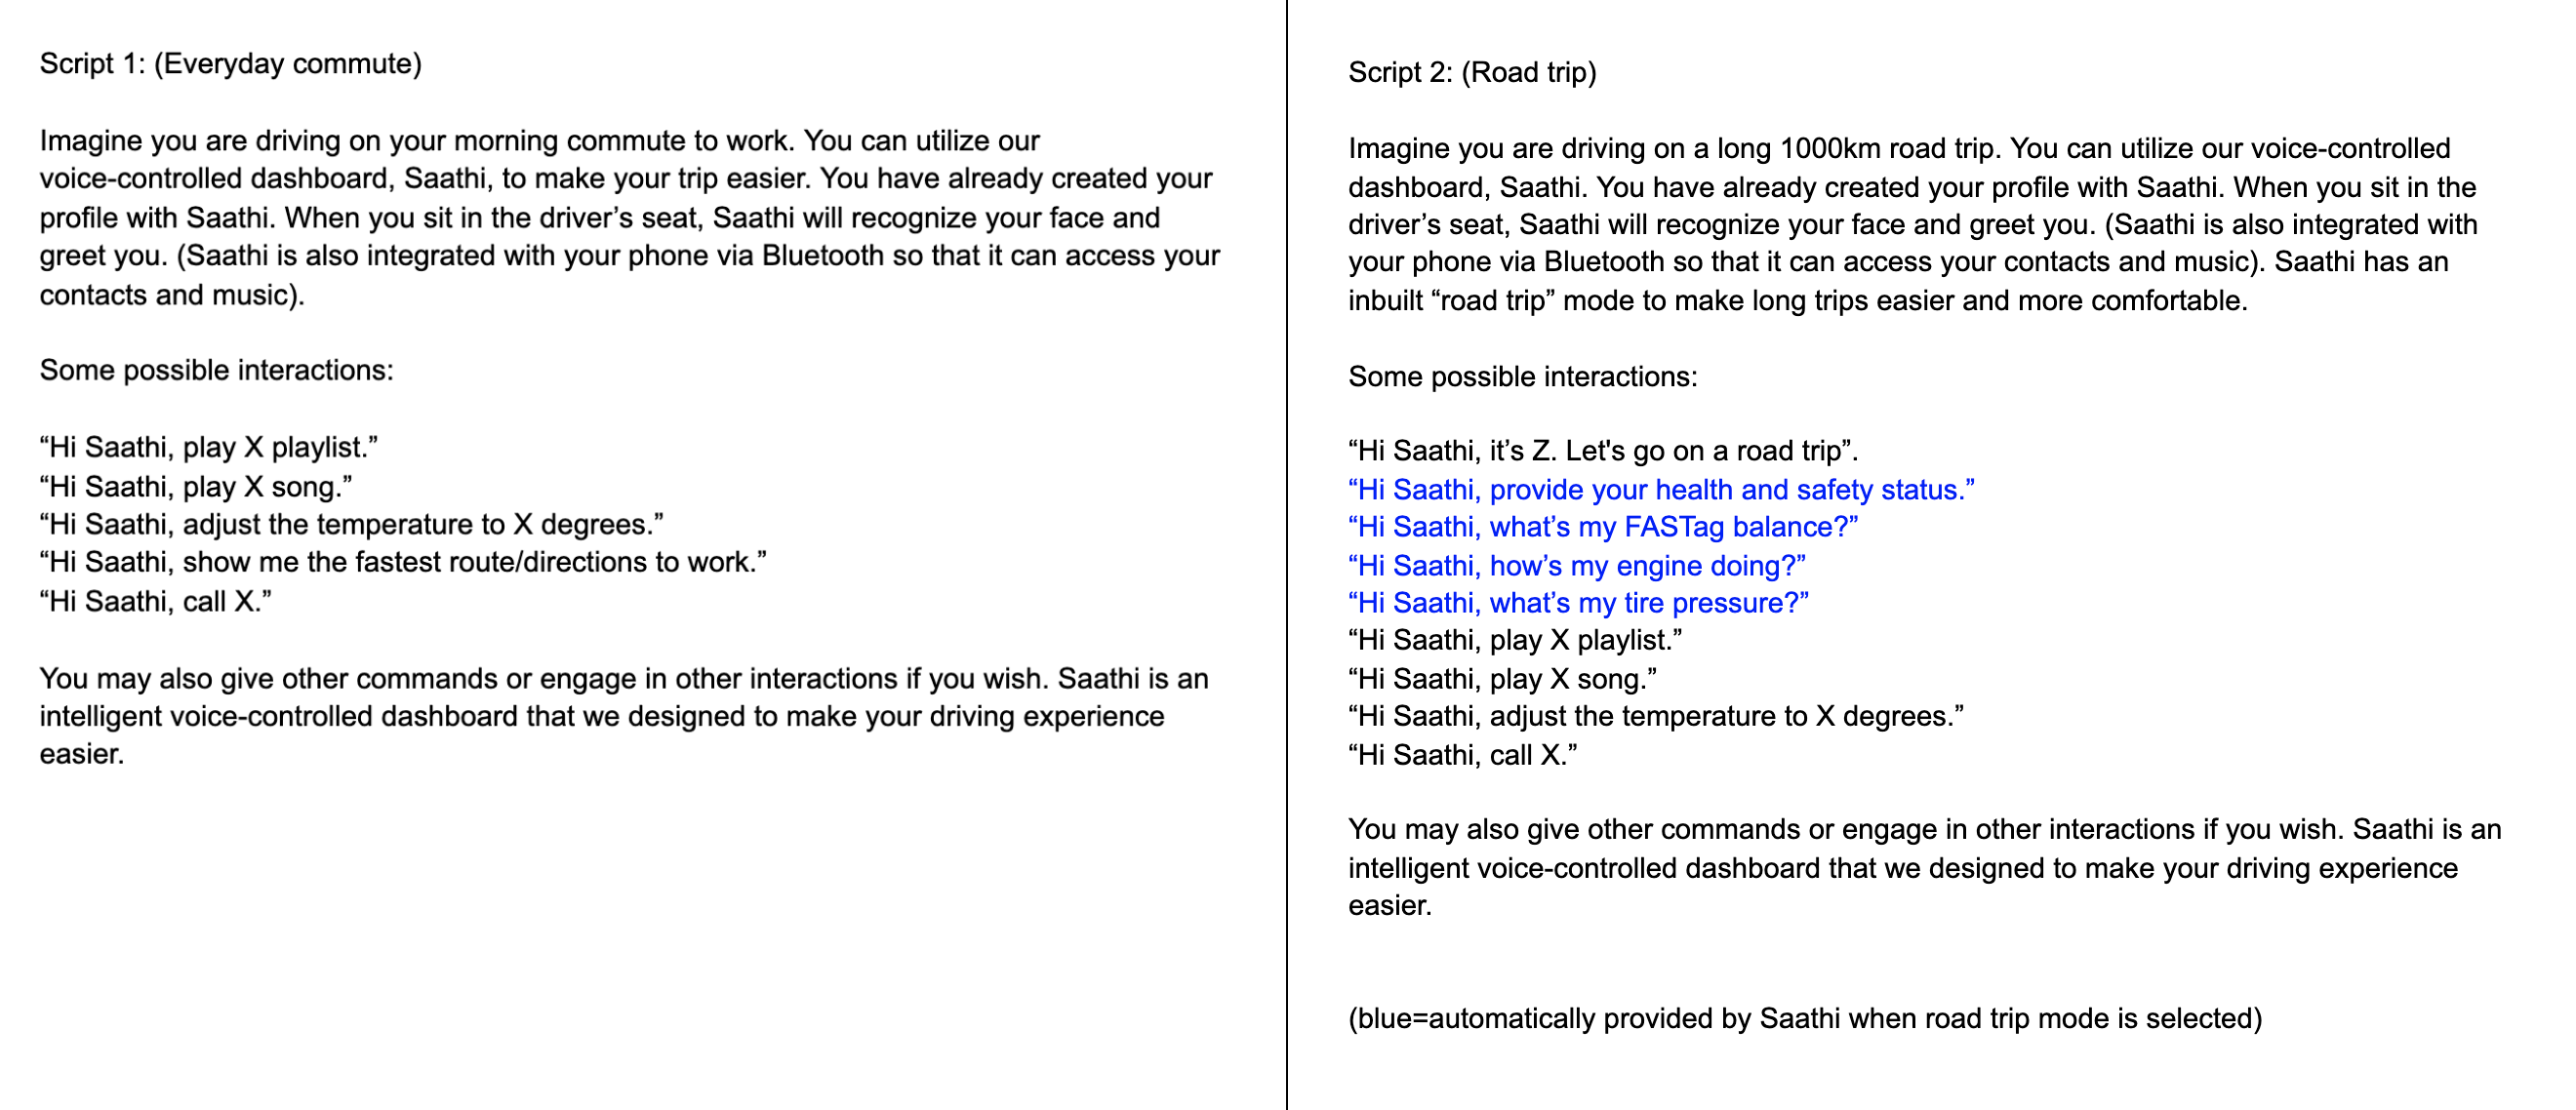 Script 1: (Everyday commute)
Imagine you are driving on your morning commute to work. You can utilize our
voice-controlled dashboard, Saathi, to make your trip easier. You have already created your
profile with Saathi. When you sit in the driver’s seat, Saathi will recognize your face and
greet you. (Saathi is also integrated with your phone via Bluetooth so that it can access your
contacts and music).
Some possible interactions:
“Hi Saathi, play X playlist.”
“Hi Saathi, play X song.”
“Hi Saathi, adjust the temperature to X degrees.”
“Hi Saathi, show me the fastest route/directions to work.”
“Hi Saathi, call X.”
You may also give other commands or engage in other interactions if you wish. Saathi is an
intelligent voice-controlled dashboard that we designed to make your driving experience
easier.
Script 2: (Road trip)
Imagine you are driving on a long 1000km road trip. You can utilize our voice-controlled
dashboard, Saathi. You have already created your profile with Saathi. When you sit in the
driver’s seat, Saathi will recognize your face and greet you. (Saathi is also integrated with
your phone via Bluetooth so that it can access your contacts and music). Saathi has an
inbuilt “road trip” mode to make long trips easier and more comfortable.
Some possible interactions:
“Hi Saathi, it’s Z. Let's go on a road trip”.
“Hi Saathi, provide your health and safety status.”
“Hi Saathi, what’s my FASTag balance?”
“Hi Saathi, how’s my engine doing?”
“Hi Saathi, what’s my tire pressure?”
“Hi Saathi, play X playlist.”
“Hi Saathi, play X song.”
“Hi Saathi, adjust the temperature to X degrees.”
“Hi Saathi, call X.”
You may also give other commands or engage in other interactions if you wish. Saathi is an
intelligent voice-controlled dashboard that we designed to make your driving experience
easier.
(blue=automatically provided by Saathi when road trip mode is selected)